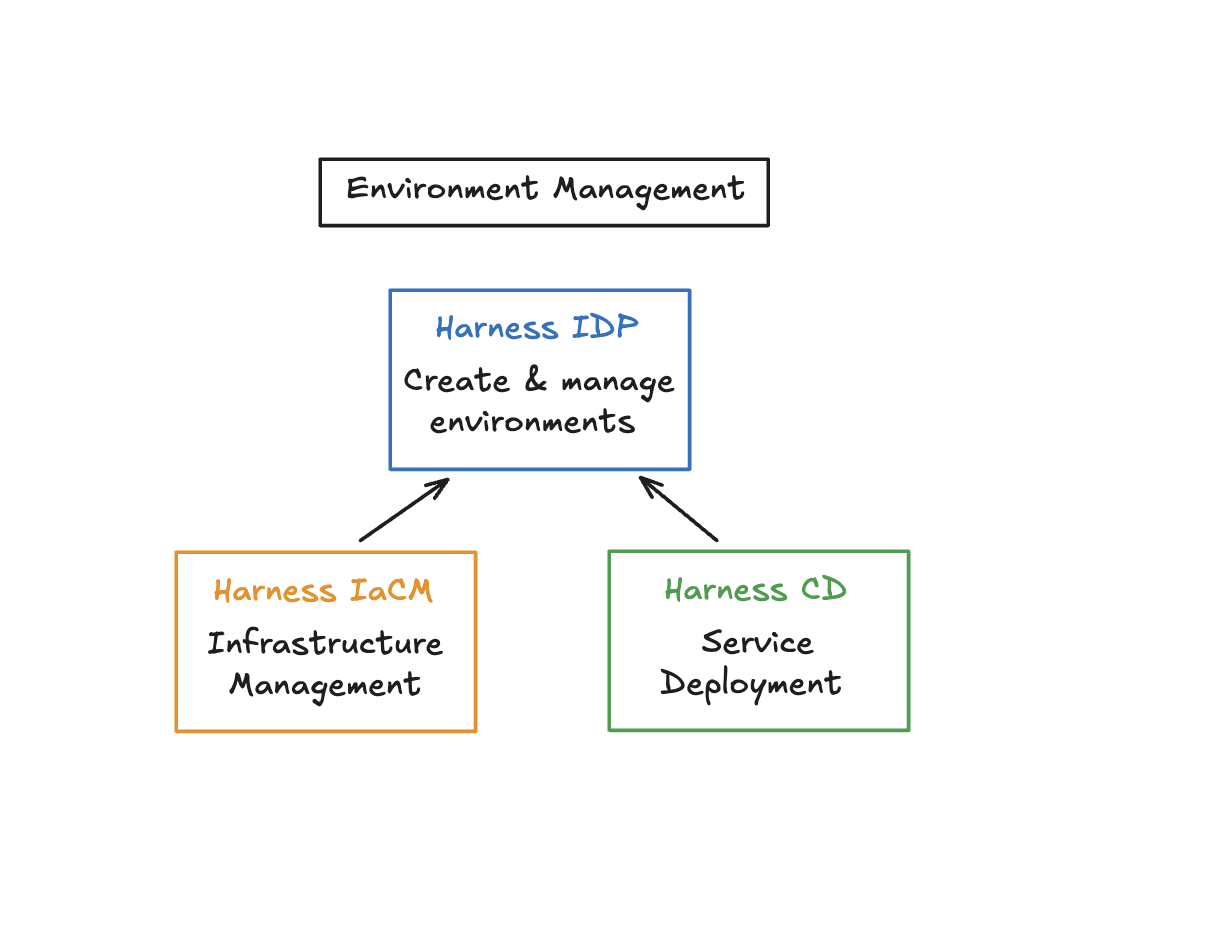 Environment Management
Harness IDP
Create & manage
environments
Harness IaCM
Infrastructure
Management
Harness CD
Service
Deployment